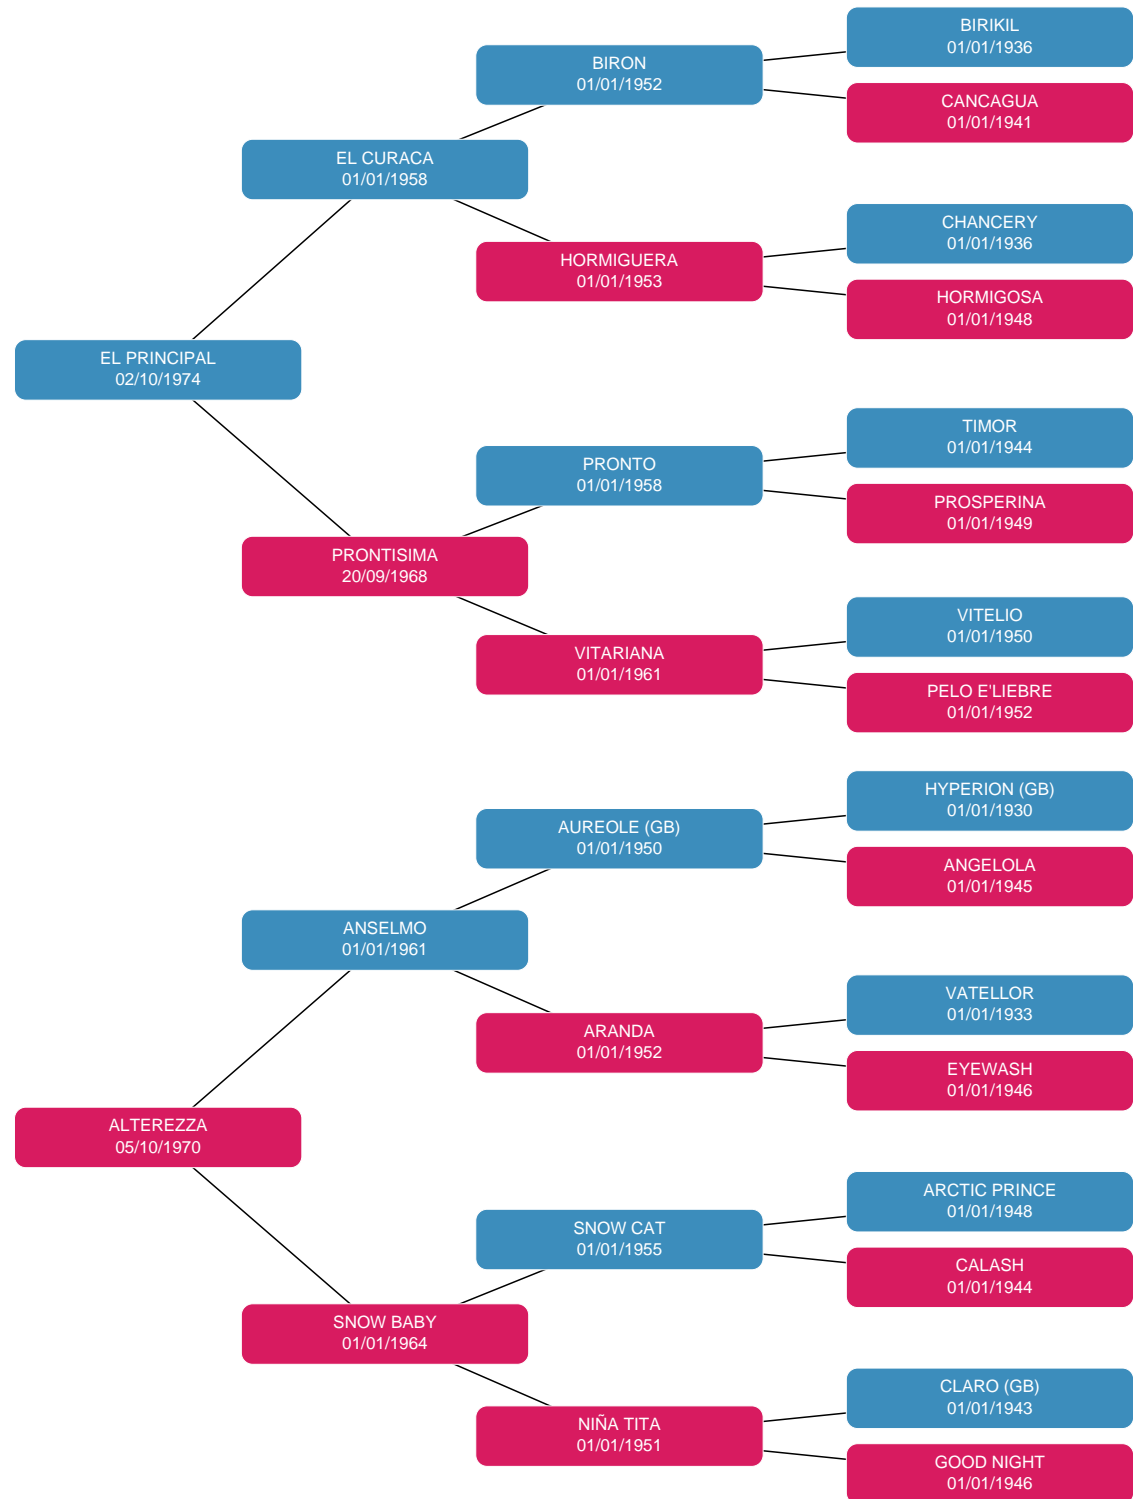 BIRIKIL
01/01/1936
BIRON
01/01/1952
CANCAGUA
01/01/1941
EL CURACA
01/01/1958
CHANCERY
01/01/1936
HORMIGUERA
01/01/1953
HORMIGOSA
01/01/1948
EL PRINCIPAL
02/10/1974
TIMOR
01/01/1944
PRONTO
01/01/1958
PROSPERINA
01/01/1949
PRONTISIMA
20/09/1968
VITELIO
01/01/1950
VITARIANA
01/01/1961
PELO E'LIEBRE
01/01/1952
HYPERION (GB)
01/01/1930
AUREOLE (GB)
01/01/1950
ANGELOLA
01/01/1945
ANSELMO
01/01/1961
VATELLOR
01/01/1933
ARANDA
01/01/1952
EYEWASH
01/01/1946
ALTEREZZA
05/10/1970
ARCTIC PRINCE
01/01/1948
SNOW CAT
01/01/1955
CALASH
01/01/1944
SNOW BABY
01/01/1964
CLARO (GB)
01/01/1943
NIÑA TITA
01/01/1951
GOOD NIGHT
01/01/1946